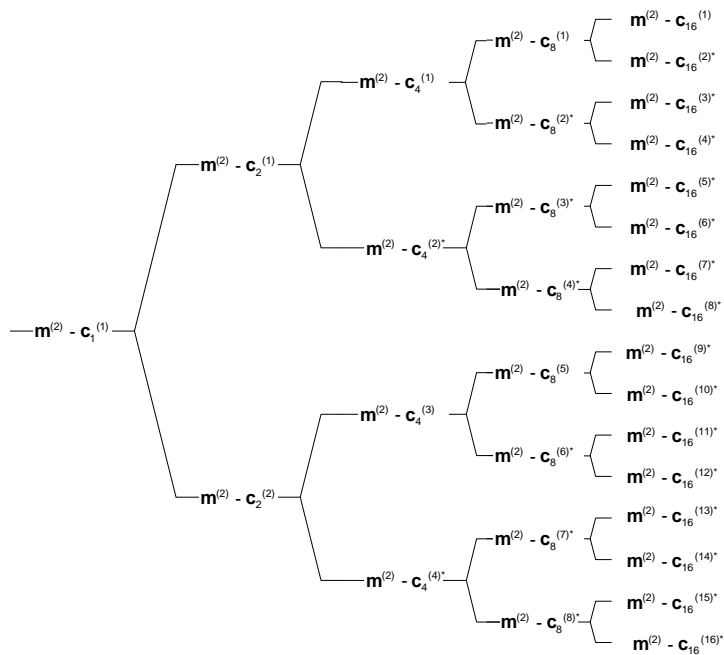 m⁽²⁾ - c₁₆⁽¹⁾
m⁽²⁾ - c₈⁽¹⁾
m⁽²⁾ - c₁₆⁽²⁾*
m⁽²⁾ - c₄⁽¹⁾
m⁽²⁾ - c₁₆⁽³⁾*
m⁽²⁾ - c₈⁽²⁾*
m⁽²⁾ - c₁₆⁽⁴⁾*
m⁽²⁾ - c₂⁽¹⁾
m⁽²⁾ - c₁₆⁽⁵⁾*
m⁽²⁾ - c₈⁽³⁾*
m⁽²⁾ - c₁₆⁽⁶⁾*
m⁽²⁾ - c₄⁽²⁾*
m⁽²⁾ - c₁₆⁽⁷⁾*
m⁽²⁾ - c₈⁽⁴⁾*
m⁽²⁾ - c₁₆⁽⁸⁾*
m⁽²⁾ - c₁⁽¹⁾
m⁽²⁾ - c₁₆⁽⁹⁾*
m⁽²⁾ - c₈⁽⁵⁾
m⁽²⁾ - c₁₆⁽¹⁰⁾*
m⁽²⁾ - c₄⁽³⁾
m⁽²⁾ - c₁₆⁽¹¹⁾*
m⁽²⁾ - c₈⁽⁶⁾*
m⁽²⁾ - c₁₆⁽¹²⁾*
m⁽²⁾ - c₂⁽²⁾
m⁽²⁾ - c₁₆⁽¹³⁾*
m⁽²⁾ - c₈⁽⁷⁾*
m⁽²⁾ - c₁₆⁽¹⁴⁾*
m⁽²⁾ - c₄⁽⁴⁾*
m⁽²⁾ - c₁₆⁽¹⁵⁾*
m⁽²⁾ - c₈⁽⁸⁾*
m⁽²⁾ - c₁₆⁽¹⁶⁾*